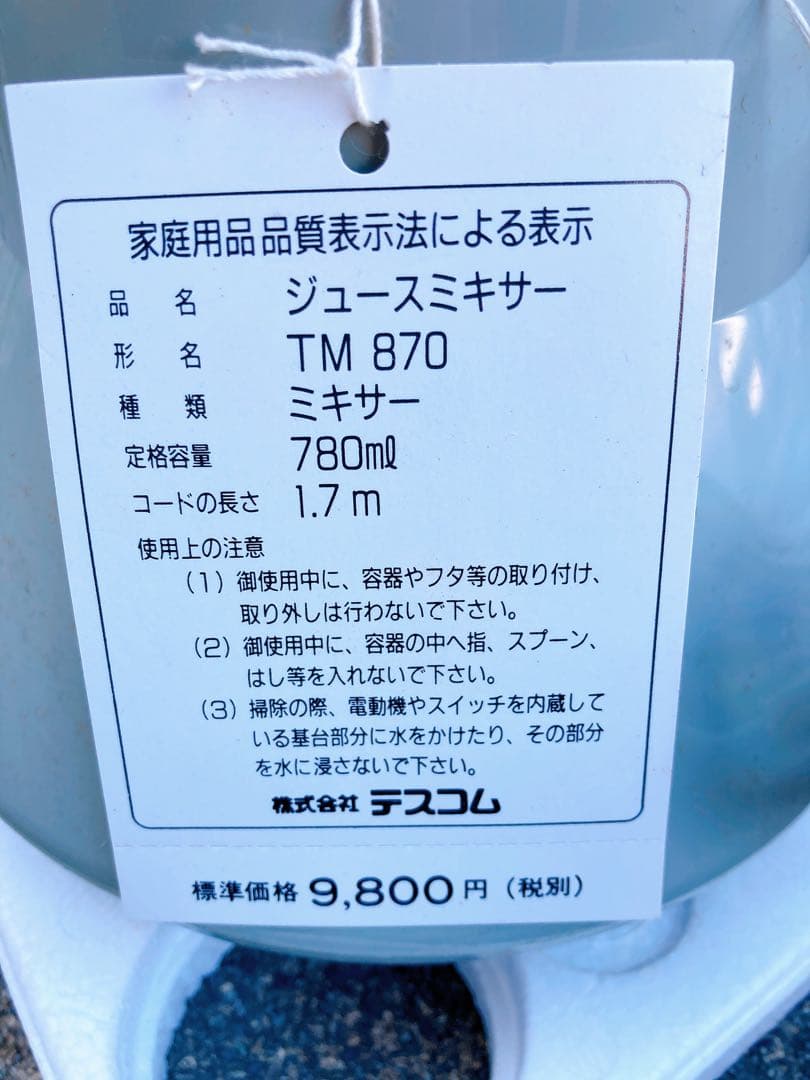 家庭用品品質表示法による表示
品名 ジュースミキサー
形名 TM 870
種類 ミキサー
定格容量 780ml
コードの長さ 1.7m
使用上の注意
(1) 御使用中に、容器やフタ等の取り付け、
取り外しは行わないで下さい。
(2) 御使用中に、容器の中へ指、スプーン、
はし等を入れないで下さい。
(3) 掃除の際、電動機やスイッチを内蔵して
いる基台部分に水をかけたり、その部分
を水に浸さないで下さい。
株式会社 テスコム
標準価格 9,800円(税別)